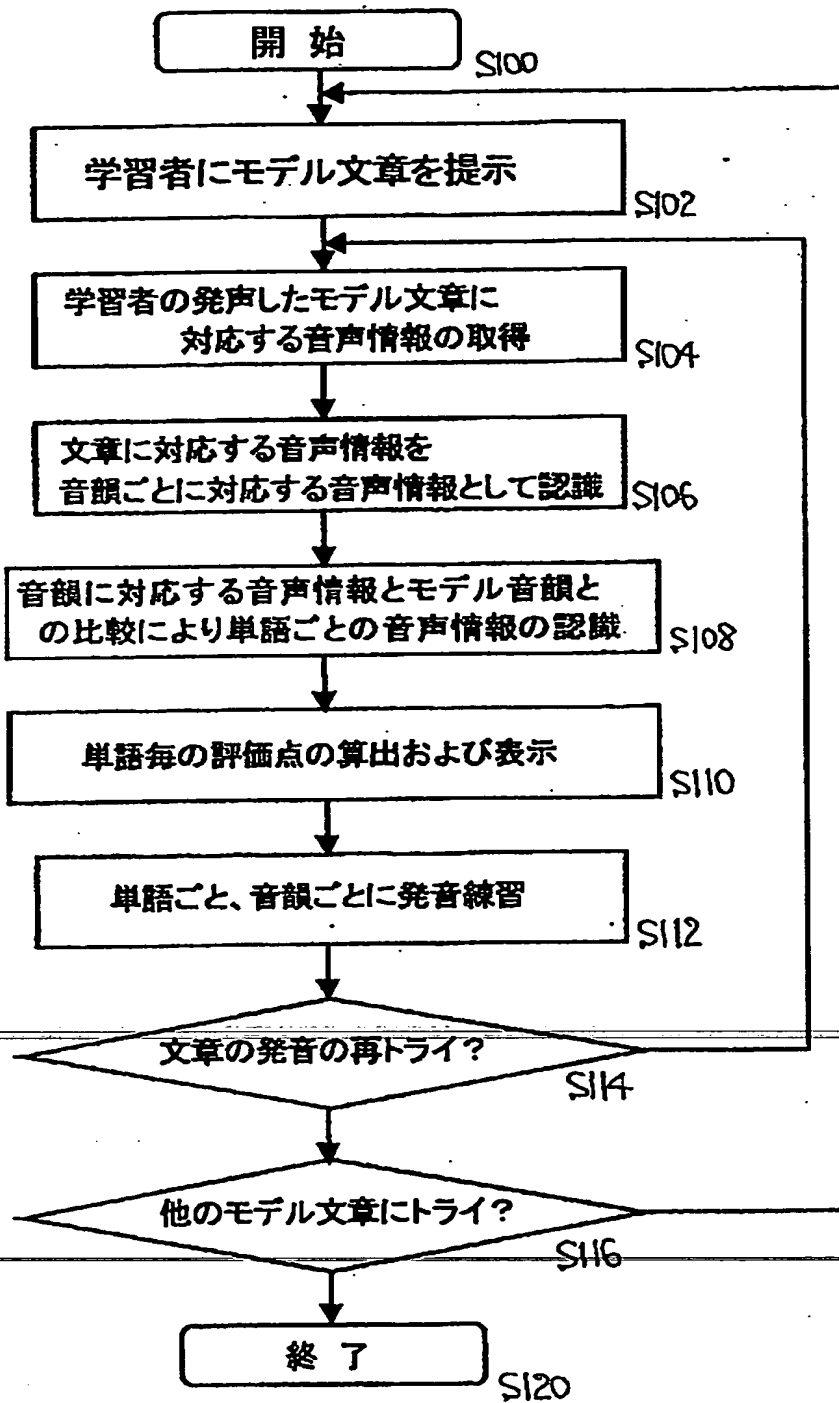 開 始
S100
学習者にモデル文章を提示
S102
学習者の発声したモデル文章に
対応する音声情報の取得
S104
文章に対応する音声情報を
音韻ごとに対応する音声情報として認識
S106
音韻に対応する音声情報とモデル音韻と
の比較により単語ごとの音声情報の認識
S108
単語毎の評価点の算出および表示
S110
単語ごと、音韻ごとに発音練習
S112
文章の発音の再トライ？
S114
他のモデル文章にトライ？
S116
終 了
S120